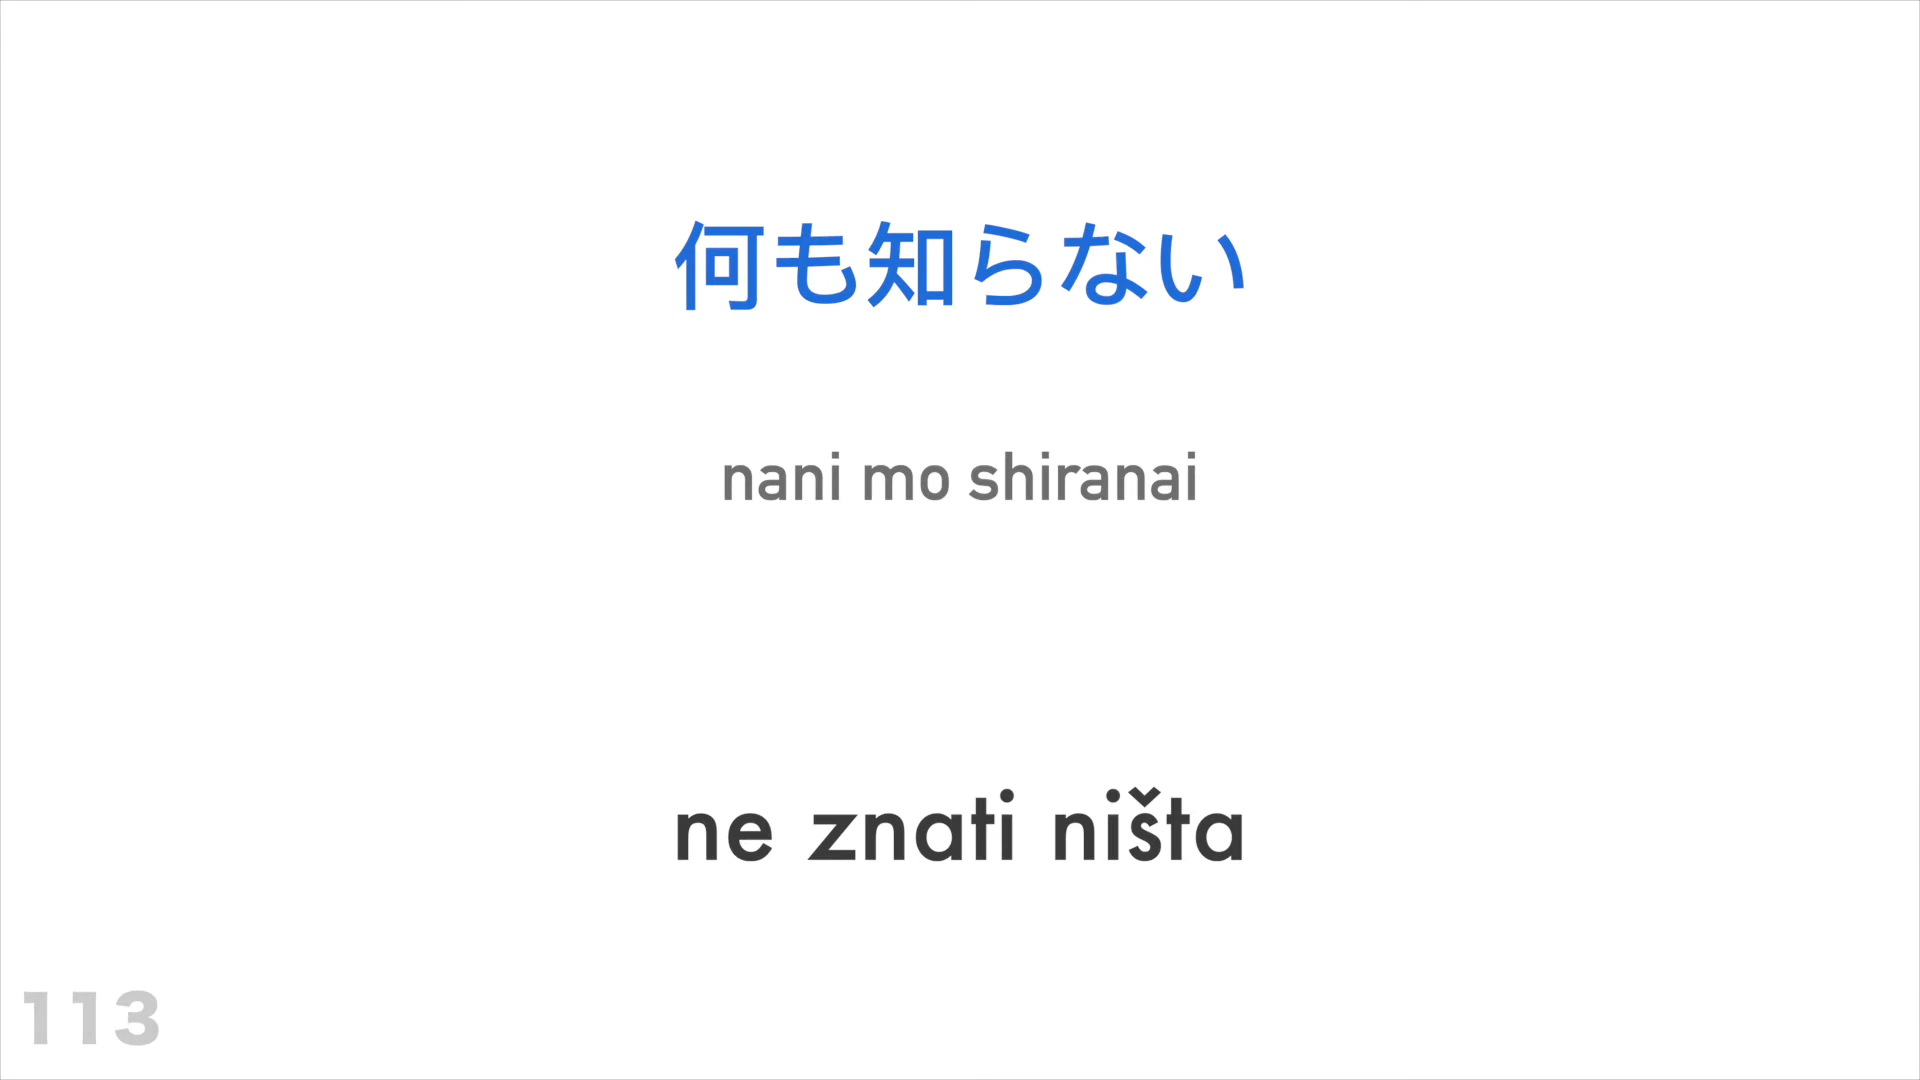 何も知らない
nani mo shiranai
ne znati ništa
113